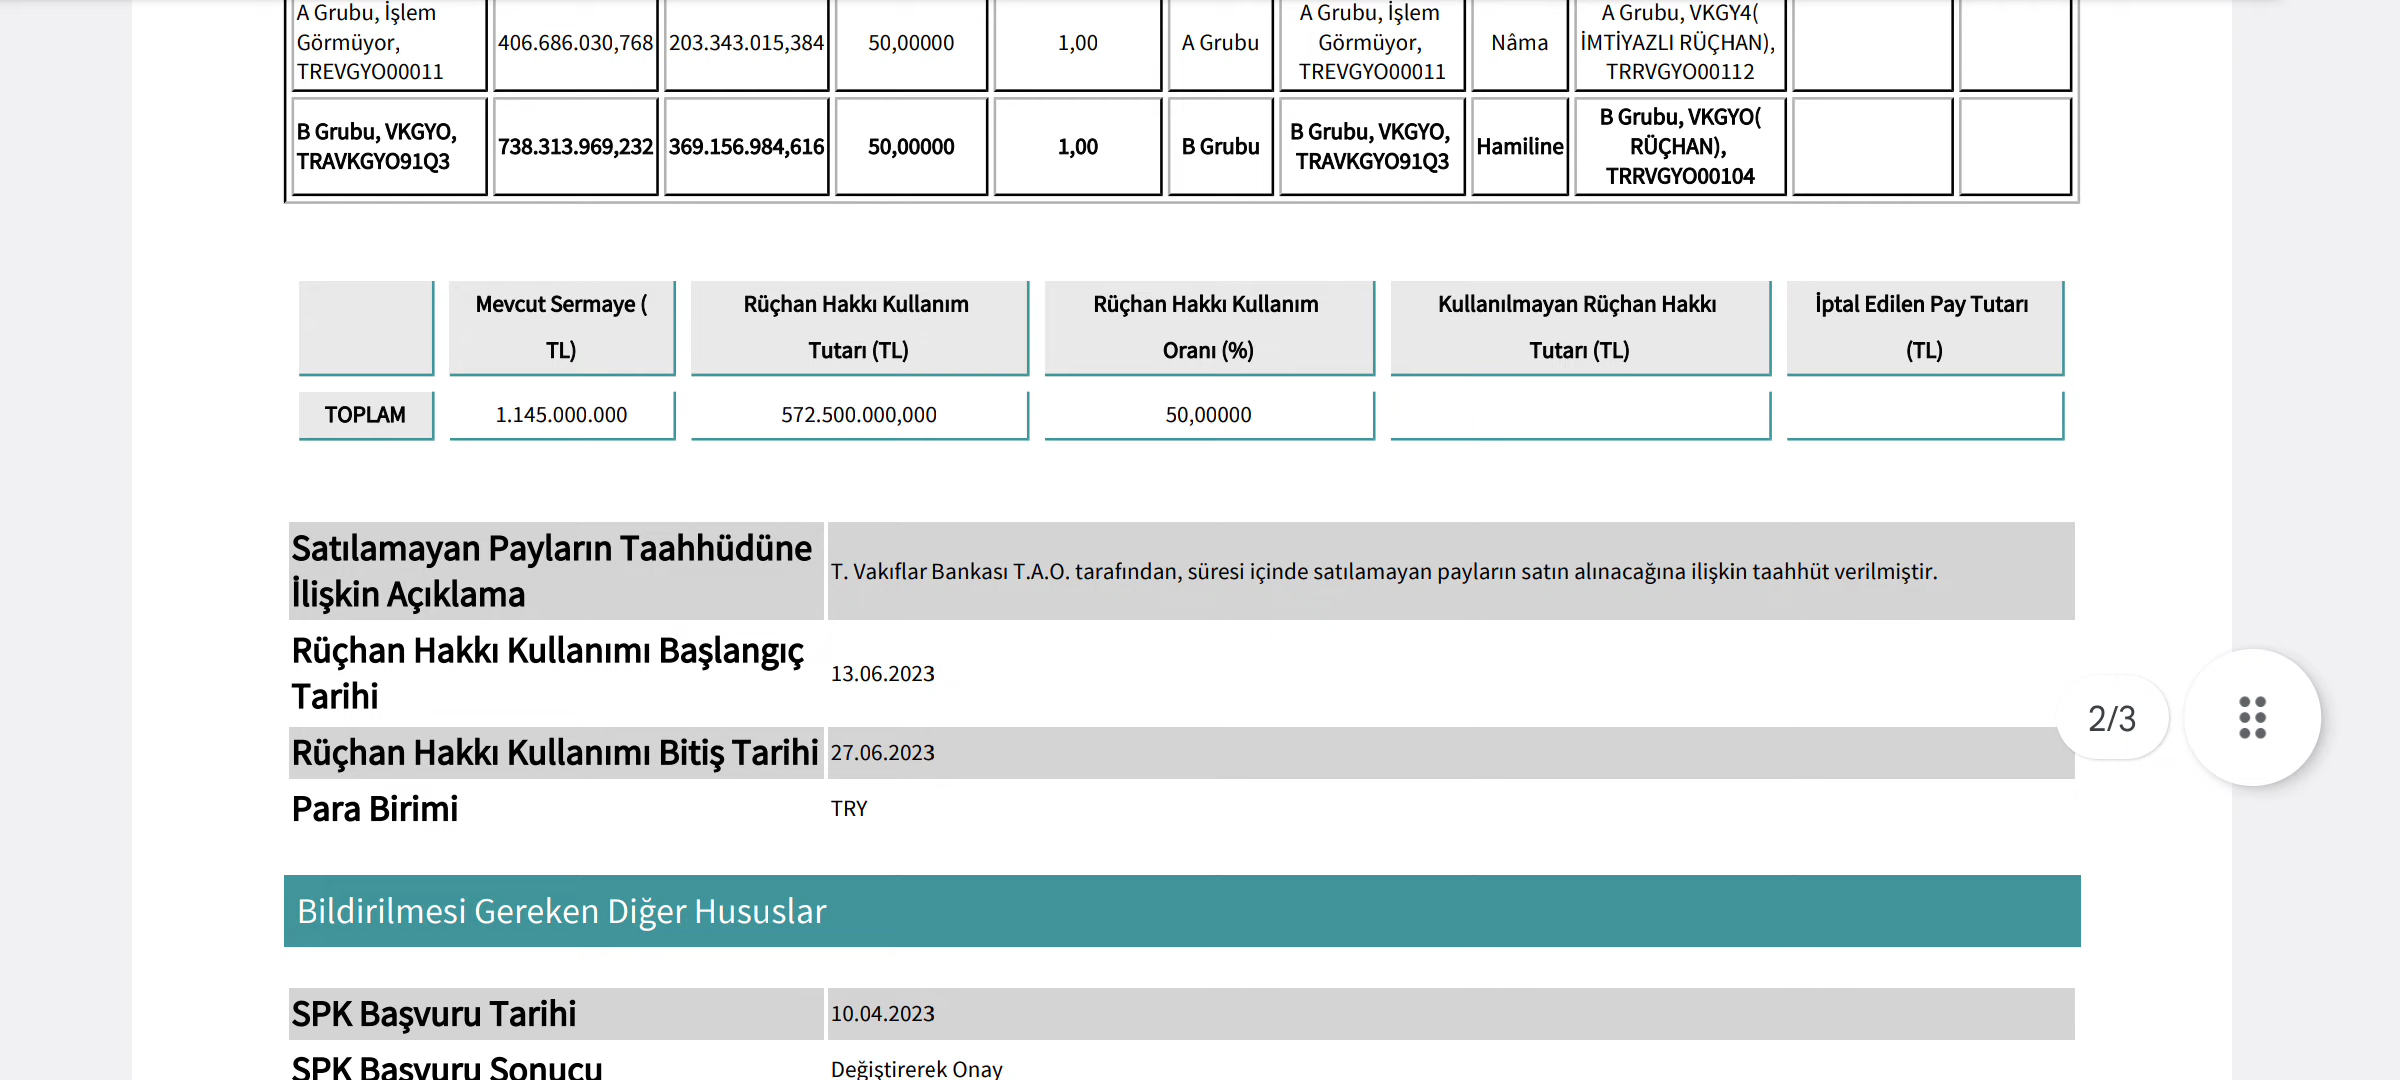 A Grubu, İşlem Görmüyor, TREVGYO00011 406.686.030,768 203.343.015,384 50,00000 1,00 A Grubu A Grubu, İşlem Görmüyor, TREVGYO00011 Nâma A Grubu, VKGY4( İMTİYAZLI RÜÇHAN), TRRVGYO00112
B Grubu, VKGYO, TRAVKGYO91Q3 738.313.969,232 369.156.984,616 50,00000 1,00 B Grubu B Grubu, VKGYO, TRAVKGYO91Q3 Hamiline B Grubu, VKGYO( RÜÇHAN), TRRVGYO00104
Mevcut Sermaye ( TL) Rüçhan Hakkı Kullanım Tutarı (TL) Rüçhan Hakkı Kullanım Oranı (%) Kullanılmayan Rüçhan Hakkı Tutarı (TL) İptal Edilen Pay Tutarı (TL)
TOPLAM 1.145.000.000 572.500.000,000 50,00000
Satılamayan Payların Taahhüdüne
İlişkin Açıklama
T. Vakıflar Bankası T.A.O. tarafından, süresi içinde satılamayan payların satın alınacağına ilişkin taahhüt verilmiştir.
Rüçhan Hakkı Kullanımı Başlangıç
Tarihi
13.06.2023
Rüçhan Hakkı Kullanımı Bitiş Tarihi 27.06.2023
Para Birimi TRY
2/3
Bildirilmesi Gereken Diğer Hususlar
SPK Başvuru Tarihi 10.04.2023
SPK Başvuru Sonucu Değiştirerek Onay